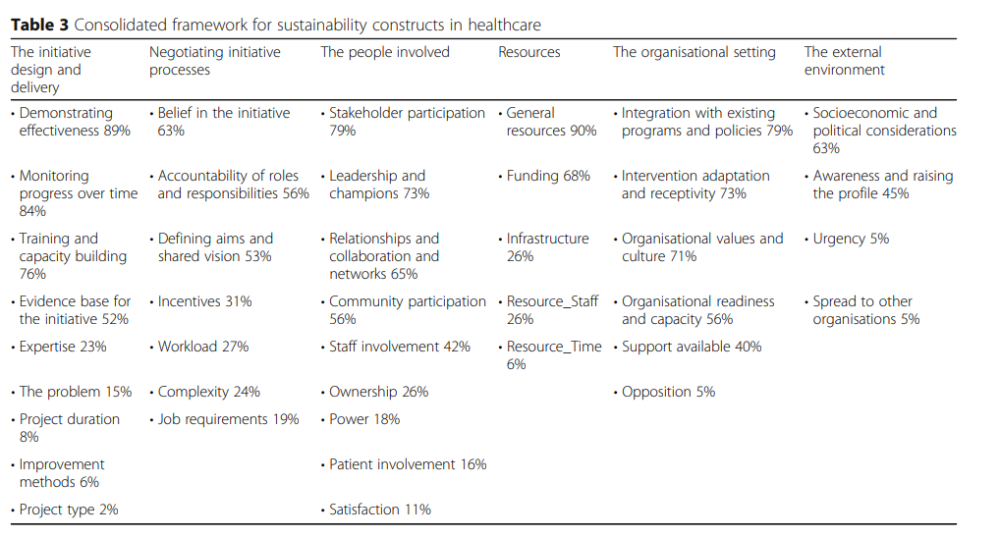 Table 3 Consolidated framework for sustainability constructs in healthcare
The initiative
design and
delivery
Negotiating initiative
processes
The people involved
Resources
The organisational setting
The external
environment
• Demonstrating
effectiveness 89%
• Belief in the initiative
63%
• Stakeholder participation
79%
• General
resources 90%
• Integration with existing
programs and policies 79%
• Socioeconomic and
political considerations
63%
• Monitoring
progress over time
84%
• Accountability of roles
and responsibilities 56%
• Leadership and
champions 73%
• Funding 68%
• Intervention adaptation
and receptivity 73%
• Awareness and raising
the profile 45%
• Training and
capacity building
76%
• Defining aims and
shared vision 53%
• Relationships and
collaboration and
networks 65%
• Infrastructure
26%
• Organisational values and
culture 71%
• Urgency 5%
• Evidence base for
the initiative 52%
• Incentives 31%
• Community participation
56%
• Resource_Staff
26%
• Organisational readiness
and capacity 56%
• Spread to other
organisations 5%
• Expertise 23%
• Workload 27%
• Staff involvement 42%
• Resource_Time
6%
• Support available 40%
• The problem 15%
• Complexity 24%
• Ownership 26%
• Opposition 5%
• Project duration
8%
• Job requirements 19%
• Power 18%
• Improvement
methods 6%
• Patient involvement 16%
• Project type 2%
• Satisfaction 11%